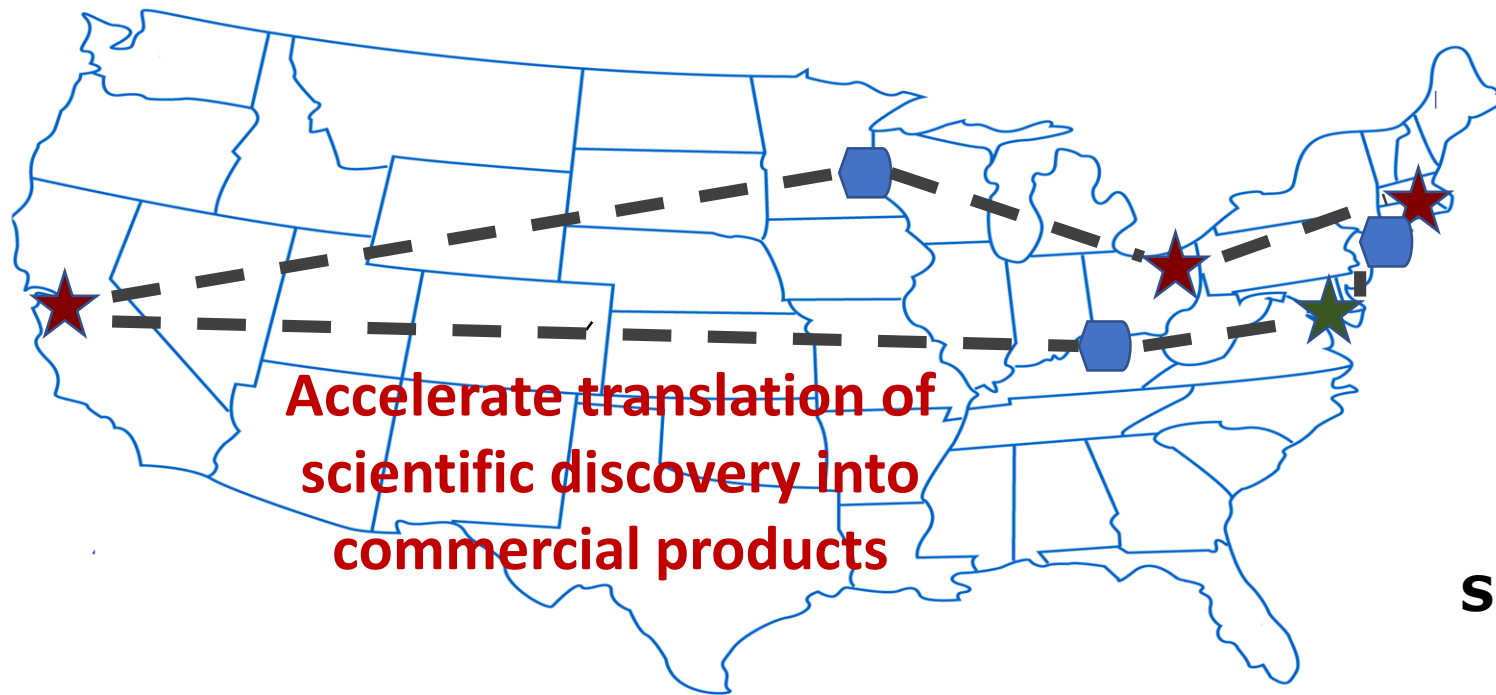 Accelerate translation of
scientific discovery into
commercial products
S